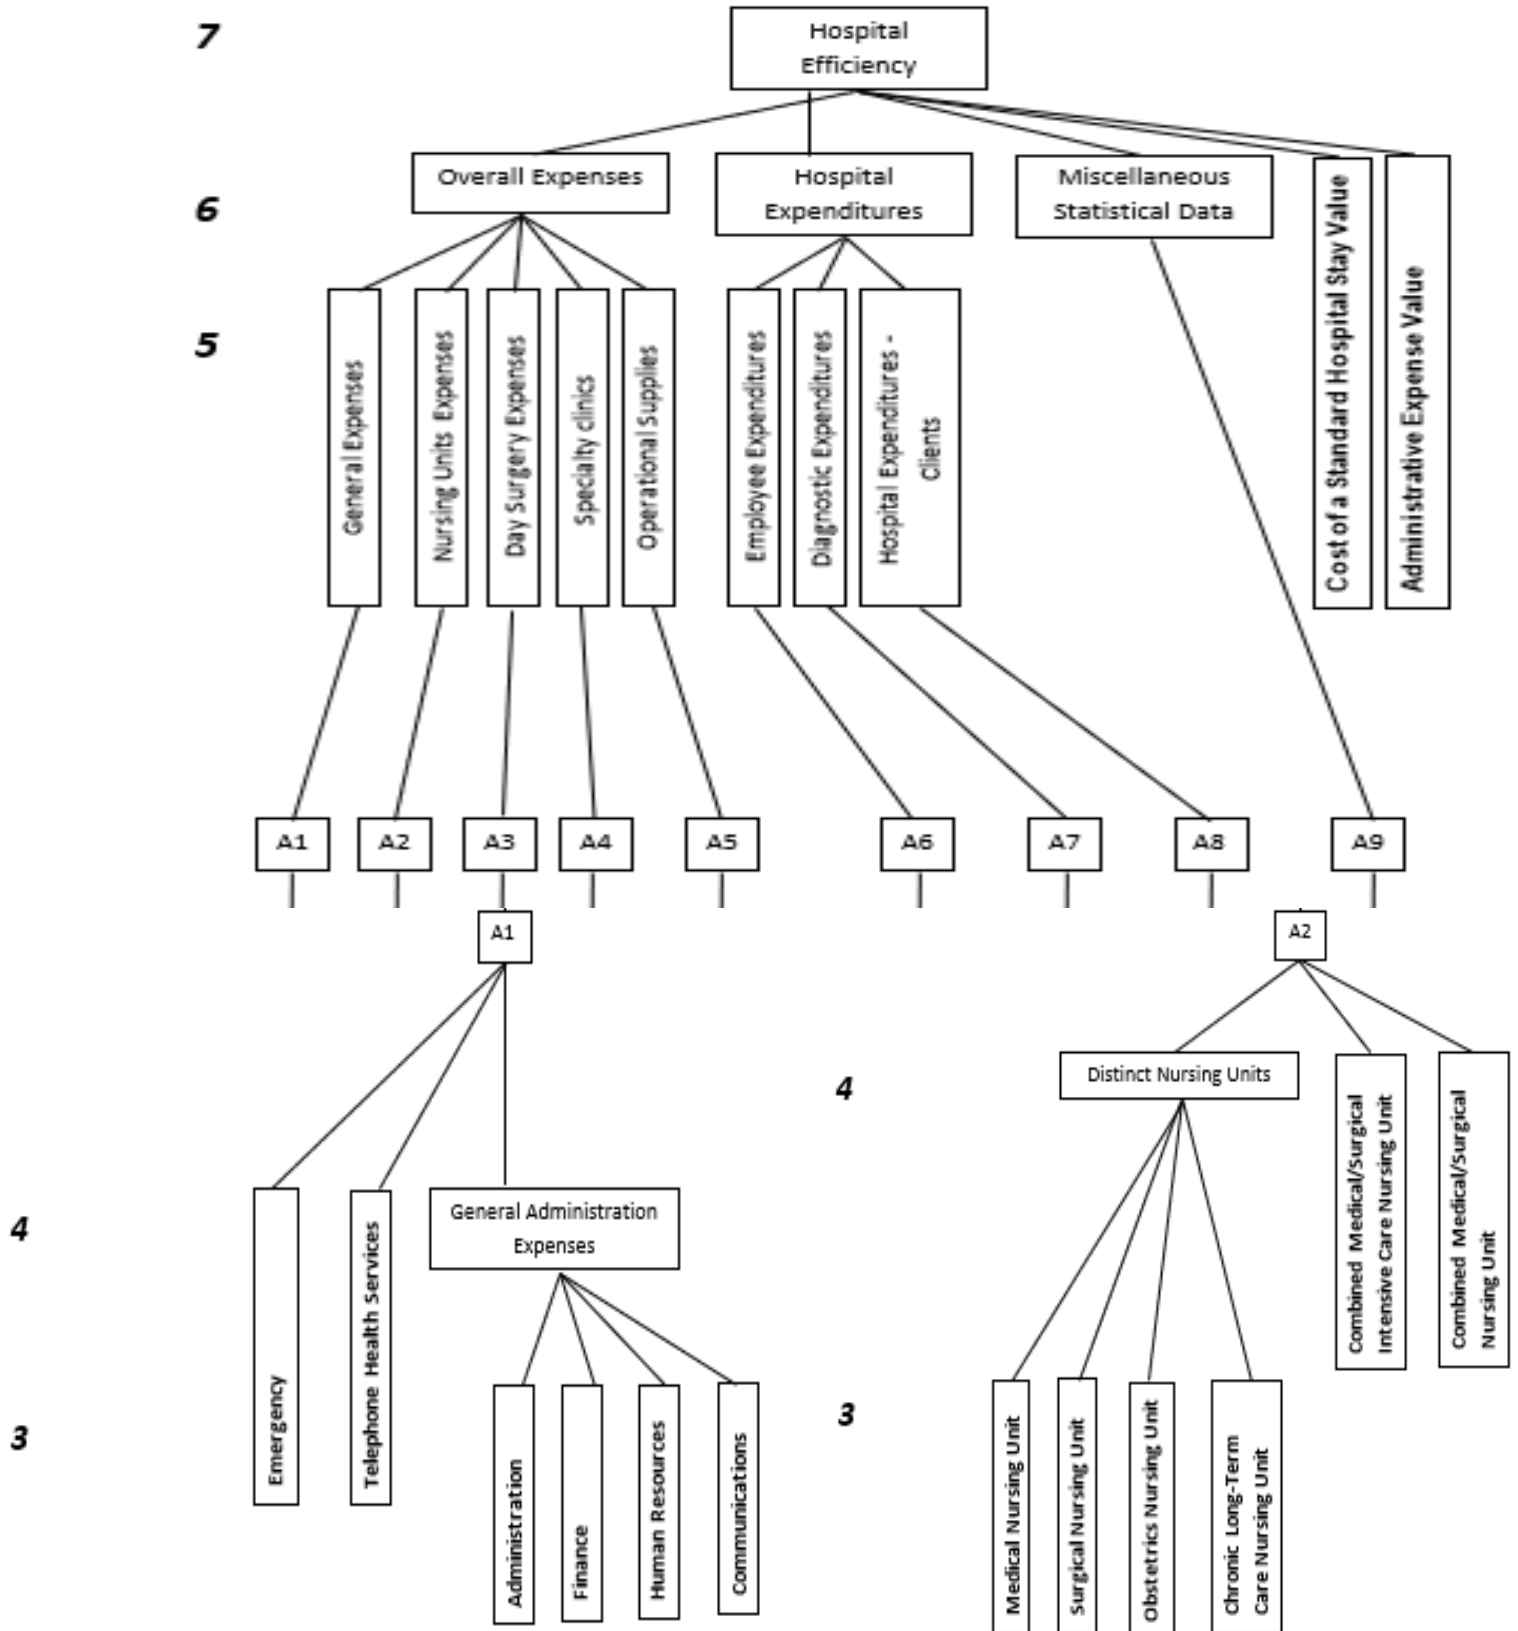 7
Hospital
Efficiency
6
Overall Expenses
Hospital
Expenditures
Miscellaneous
Statistical Data
Cost of a Standard Hospital Stay Value
Administrative Expense Value
5
General Expenses
Nursing Units Expenses
Day Surgery Expenses
Specialty clinics
Operational Supplies
Employee Expenditures
Diagnostic Expenditures
Hospital Expenditures -
Clients
A1
A2
A3
A4
A5
A6
A7
A8
A9
A1
4
Emergency
Telephone Health Services
General Administration
Expenses
3
Administration
Finance
Human Resources
Communications
A2
4
Distinct Nursing Units
Combined Medical/Surgical
Intensive Care Nursing Unit
Combined Medical/Surgical
Nursing Unit
3
Medical Nursing Unit
Surgical Nursing Unit
Obstetrics Nursing Unit
Chronic Long-Term
Care Nursing Unit